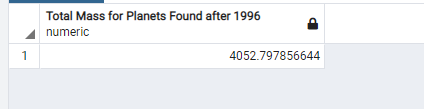 Total Mass for Planets Found after 1996
numeric
1
4052.797856644